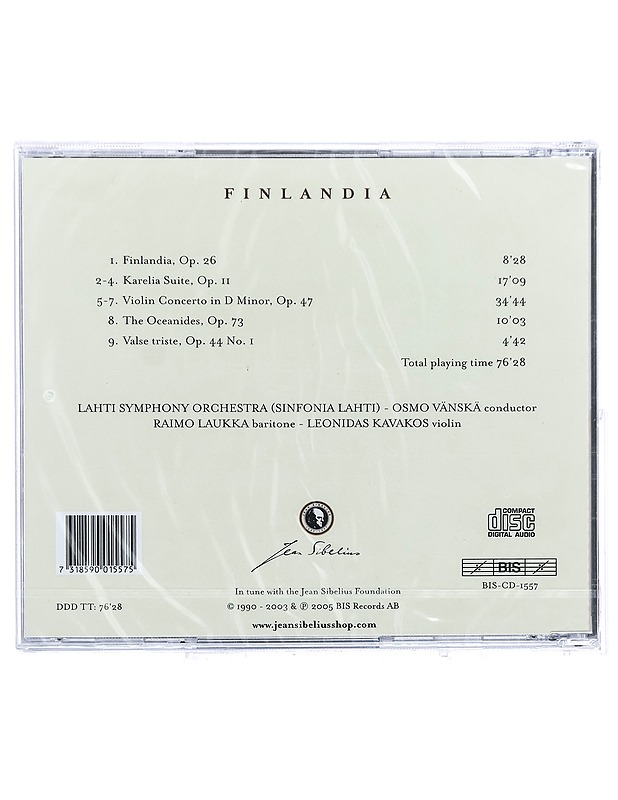 FINLANDIA
1. Finlandia, Op. 26 8'28
2-4. Karelia Suite, Op. 11 17'09
5-7. Violin Concerto in D Minor, Op. 47 34'44
8. The Oceanides, Op. 73 10'03
9. Valse triste, Op. 44 No. 1 4'42
Total playing time 76'28
LAHTI SYMPHONY ORCHESTRA (SINFONIA LAHTI) - OSMO VÄNSKÄ conductor
RAIMO LAUKKA baritone - LEONIDAS KAVAKOS violin
COMPACT
disc
DIGITAL AUDIO
Jean Sibelius
7 318590 015575
BIS
BIS-CD-1557
In tune with the Jean Sibelius Foundation
DDD TT: 76'28
© 1990 - 2003 & ℗ 2005 BIS Records AB
www.jeansibeliusshop.com